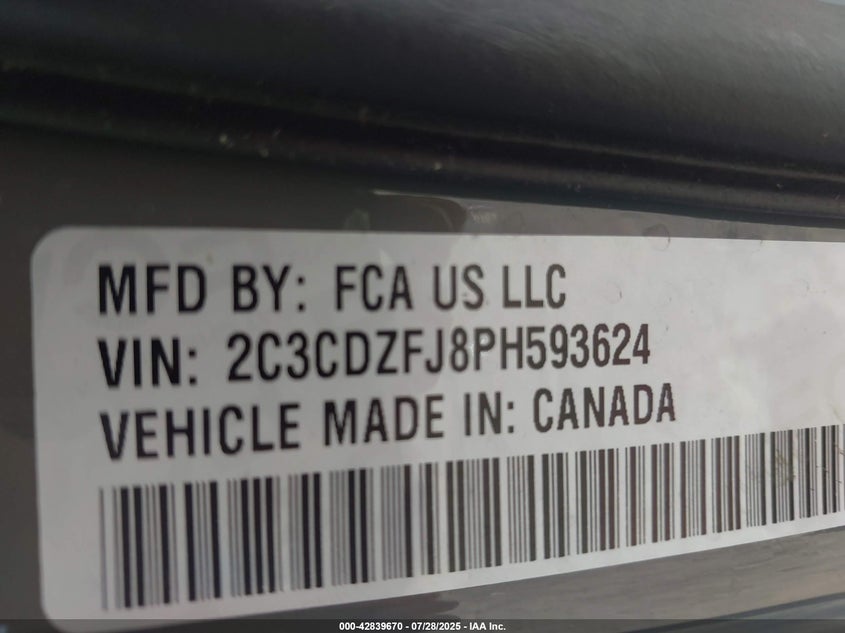 MFD BY: FCA US LLC
VIN: 2C3CDZFJ8PH593624
VEHICLE MADE IN: CANADA
000-42839670 - 07/28/2025 - IAA Inc.